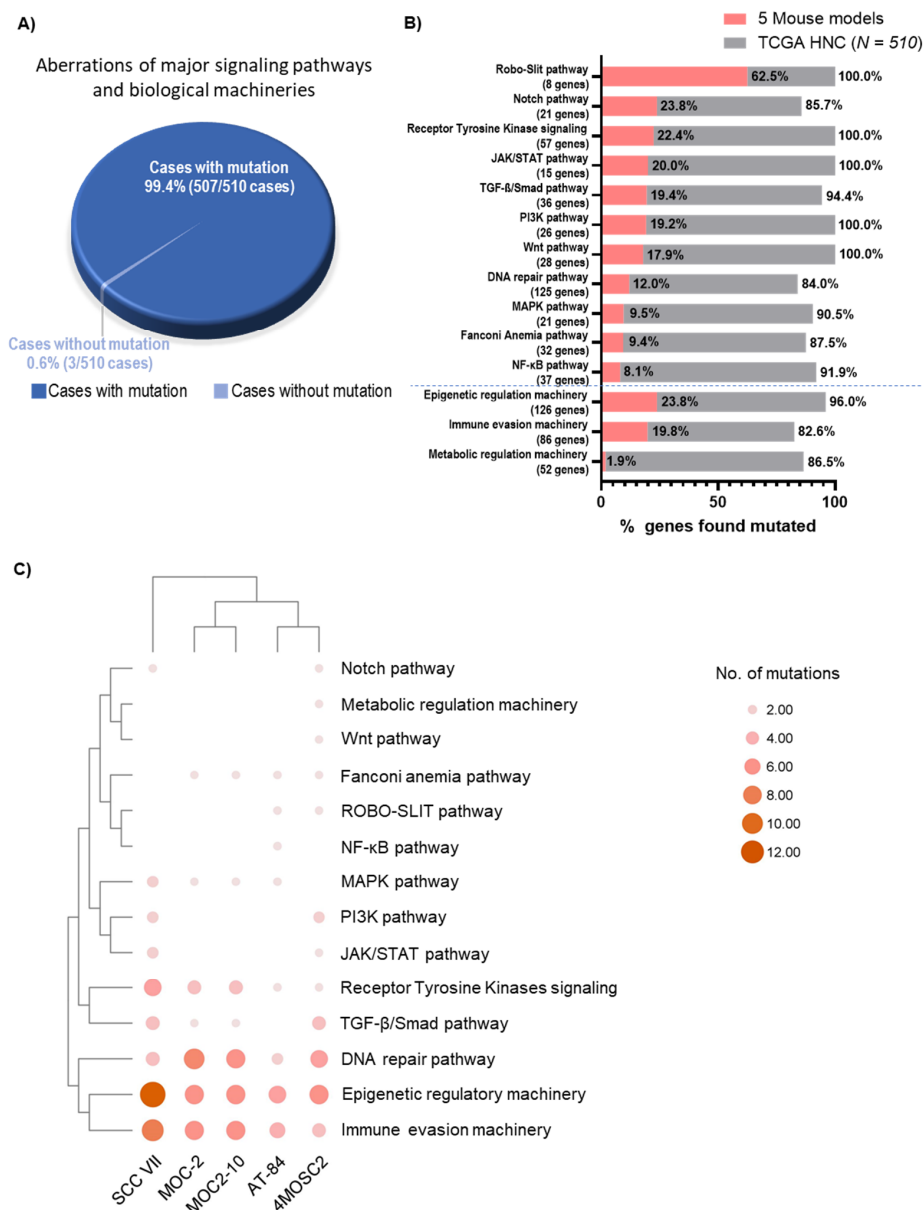 A)
Aberrations of major signaling pathways
and biological machineries
Cases with mutation
99.4% (507/510 cases)
Cases without mutation
0.6% (3/510 cases)
Cases with mutation Cases without mutation
B)
5 Mouse models
TCGA HNC (N = 510)
Robo-Slit pathway
(8 genes)
62.5% 100.0%
Notch pathway
(21 genes)
23.8% 85.7%
Receptor Tyrosine Kinase signaling
(57 genes)
22.4% 100.0%
JAK/STAT pathway
(15 genes)
20.0% 100.0%
TGF-ß/Smad pathway
(36 genes)
19.4% 94.4%
PI3K pathway
(26 genes)
19.2% 100.0%
Wnt pathway
(28 genes)
17.9% 100.0%
DNA repair pathway
(125 genes)
12.0% 84.0%
MAPK pathway
(21 genes)
9.5% 90.5%
Fanconi Anemia pathway
(32 genes)
9.4% 87.5%
NF-κB pathway
(37 genes)
8.1% 91.9%
Epigenetic regulation machinery
(126 genes)
23.8% 96.0%
Immune evasion machinery
(86 genes)
19.8% 82.6%
Metabolic regulation machinery
(52 genes)
1.9% 86.5%
0 50 100
% genes found mutated
C)
Notch pathway
Metabolic regulation machinery
Wnt pathway
Fanconi anemia pathway
ROBO-SLIT pathway
NF-κB pathway
MAPK pathway
PI3K pathway
JAK/STAT pathway
Receptor Tyrosine Kinases signaling
TGF-β/Smad pathway
DNA repair pathway
Epigenetic regulatory machinery
Immune evasion machinery
SCC VII MOC-2 MOC2-10 AT-84 4MOSC2
No. of mutations
2.00
4.00
6.00
8.00
10.00
12.00